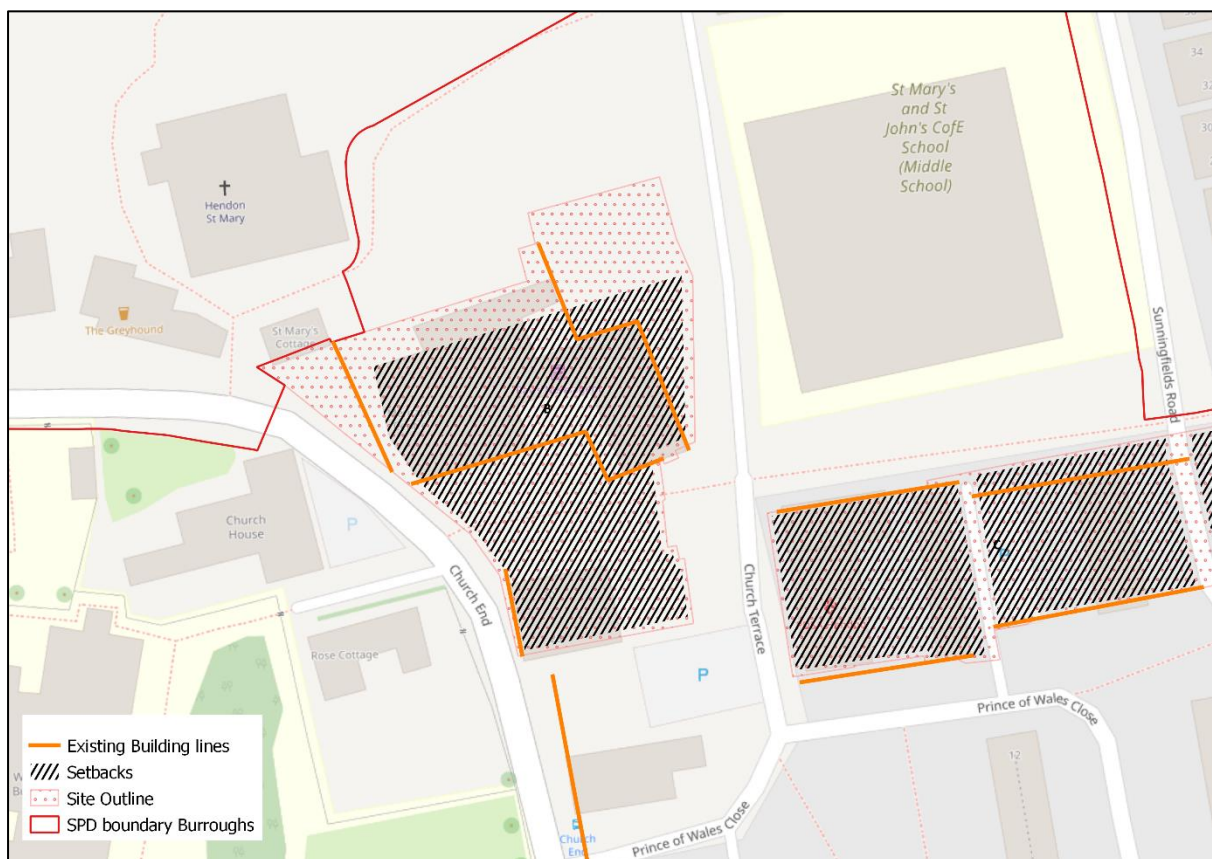 St Mary's
and St
John's CofE
School
(Middle
School)
34
32
30
Hendon
St Mary
The Greyhound
St Mary's
Cottage
Sunningfields Road
a
Church
House
P
Church End
Rose Cottage
Church Terrace
c
P
Prince of Wales Close
12
Church
End
Prince of Wales Close
Existing Building lines
Setbacks
Site Outline
SPD boundary Burroughs